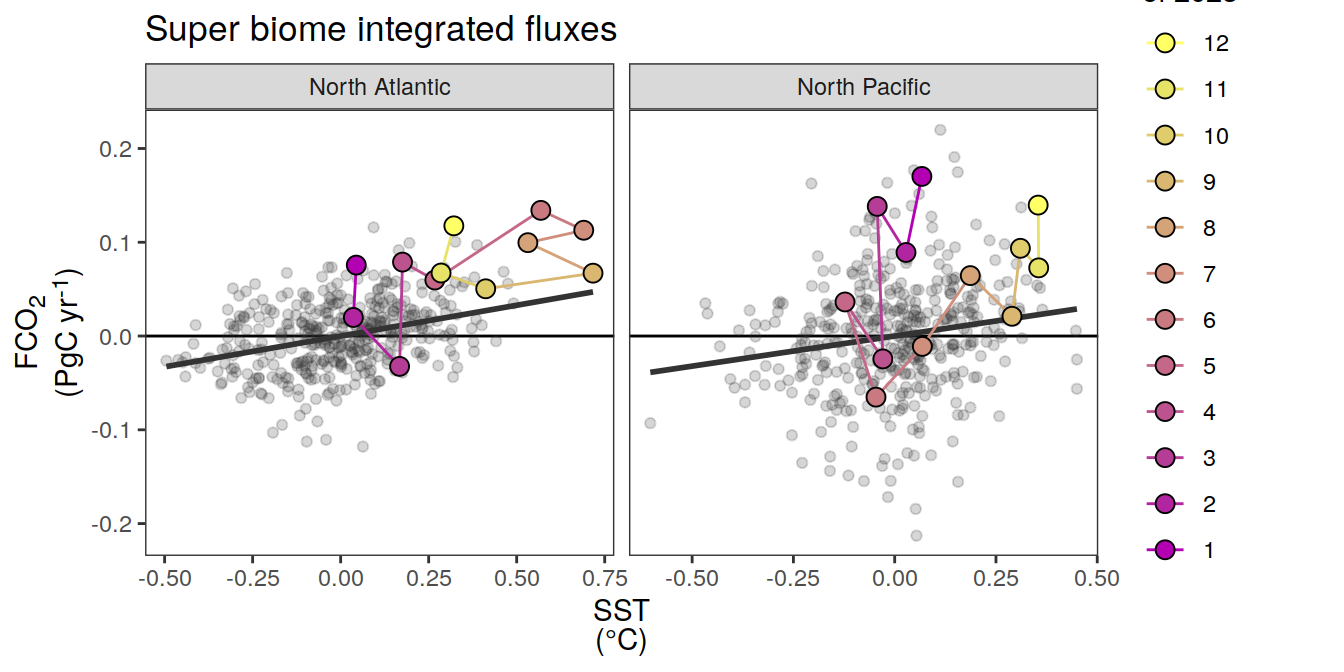 Super biome integrated fluxes
North Atlantic
North Pacific
FCO2
(PgC yr-1)
0.2
0.1
0.0
-0.1
-0.2
-0.50 -0.25 0.00 0.25 0.50 0.75
-0.50 -0.25 0.00 0.25 0.50
SST
(°C)
12
11
10
9
8
7
6
5
4
3
2
1